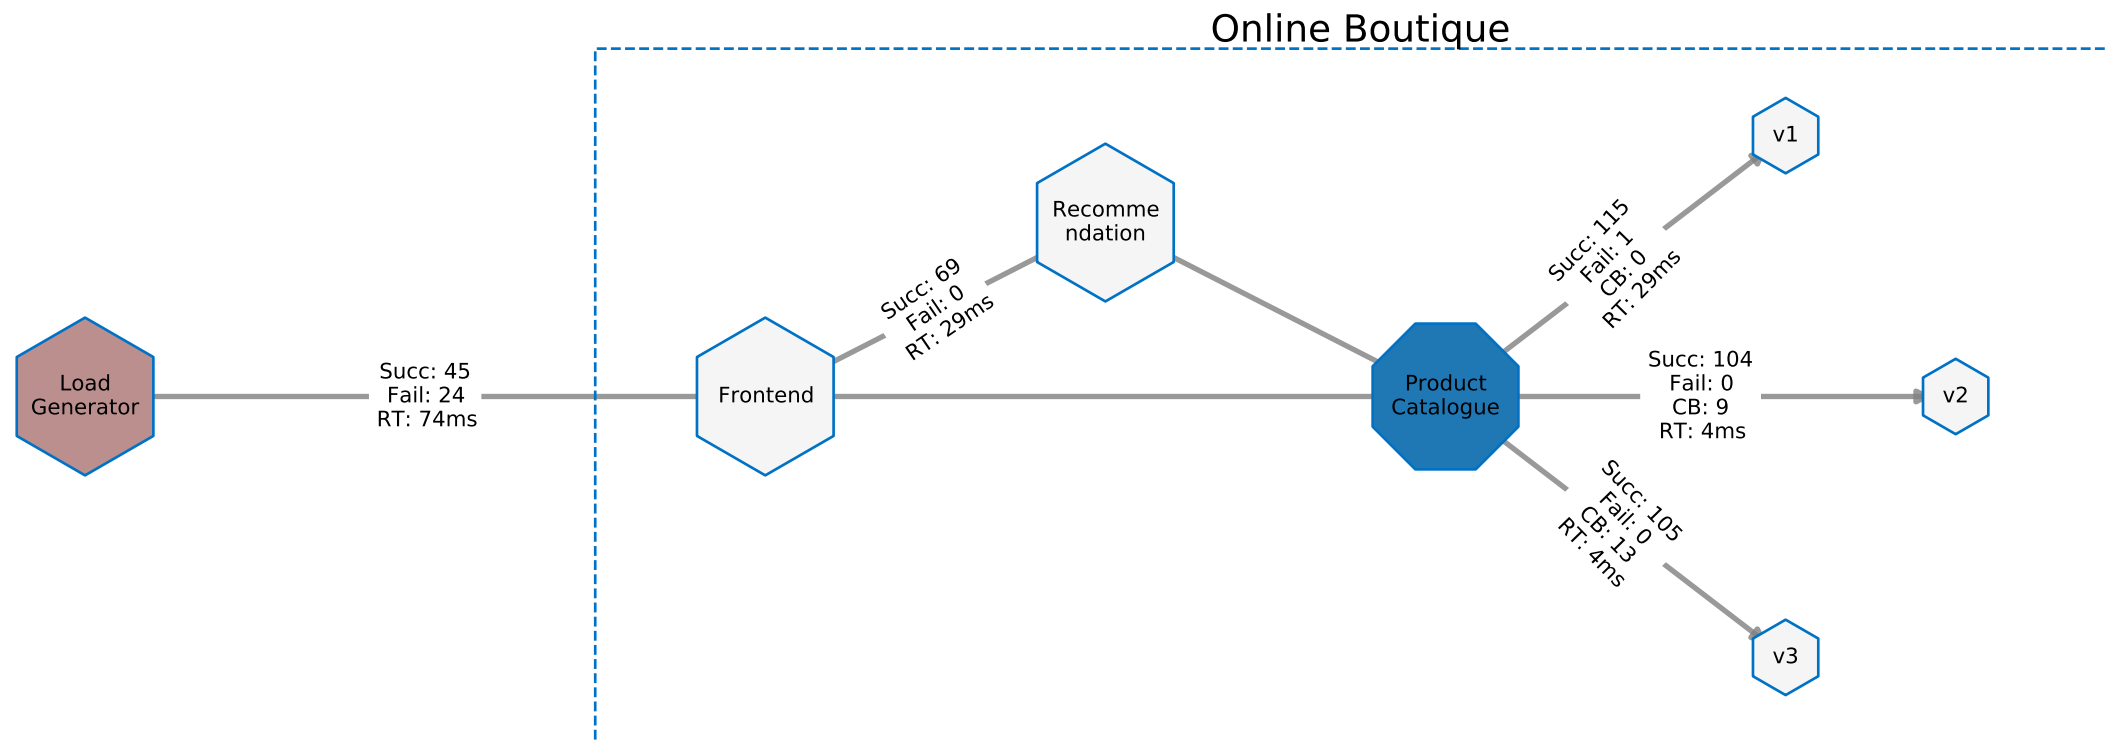 Online Boutique
Load
Generator
Succ: 45
Fail: 24
RT: 74ms
Frontend
Succ: 69
Fail: 0
RT: 29ms
Recomme
ndation
Product
Catalogue
Succ: 115
Fail: 1
CB: 0
RT: 29ms
v1
Succ: 104
Fail: 0
CB: 9
RT: 4ms
v2
Succ: 105
Fail: 0
CB: 13
RT: 4ms
v3